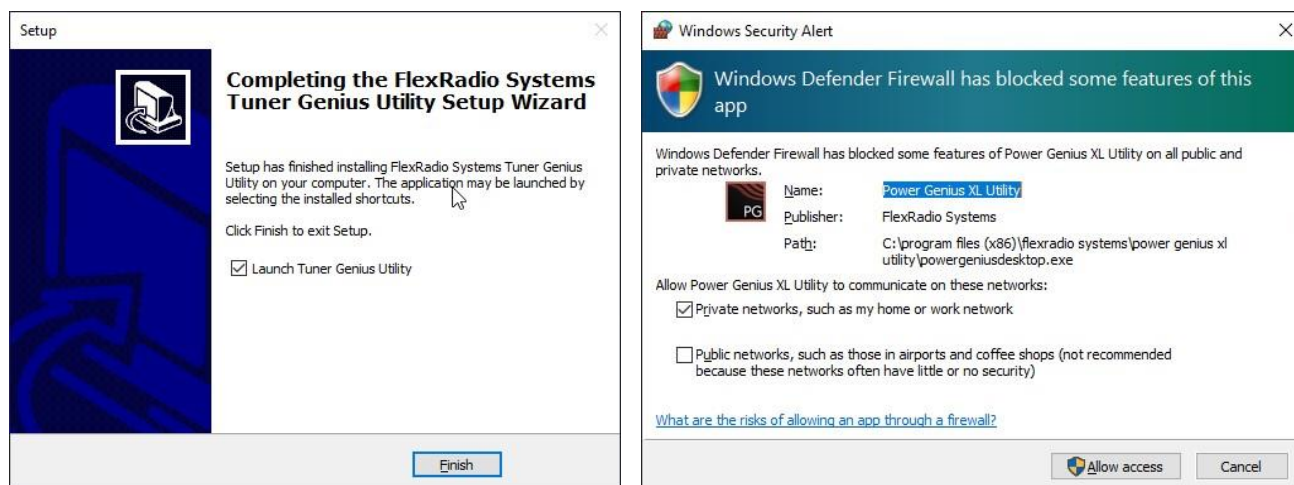 Setup
Completing the FlexRadio Systems
Tuner Genius Utility Setup Wizard
Setup has finished installing FlexRadio Systems Tuner Genius
Utility on your computer. The application may be launched by
selecting the installed shortcuts.
Click Finish to exit Setup.
Launch Tuner Genius Utility
Finish
Windows Security Alert
Windows Defender Firewall has blocked some features of this
app
Windows Defender Firewall has blocked some features of Power Genius XL Utility on all public and
private networks.
PG
Name: Power Genius XL Utility
Publisher: FlexRadio Systems
Path: C:\program files (x86)\flexradio systems\power genius xl
utility\powergeniusdesktop.exe
Allow Power Genius XL Utility to communicate on these networks:
Private networks, such as my home or work network
Public networks, such as those in airports and coffee shops (not recommended
because these networks often have little or no security)
What are the risks of allowing an app through a firewall?
Allow access Cancel